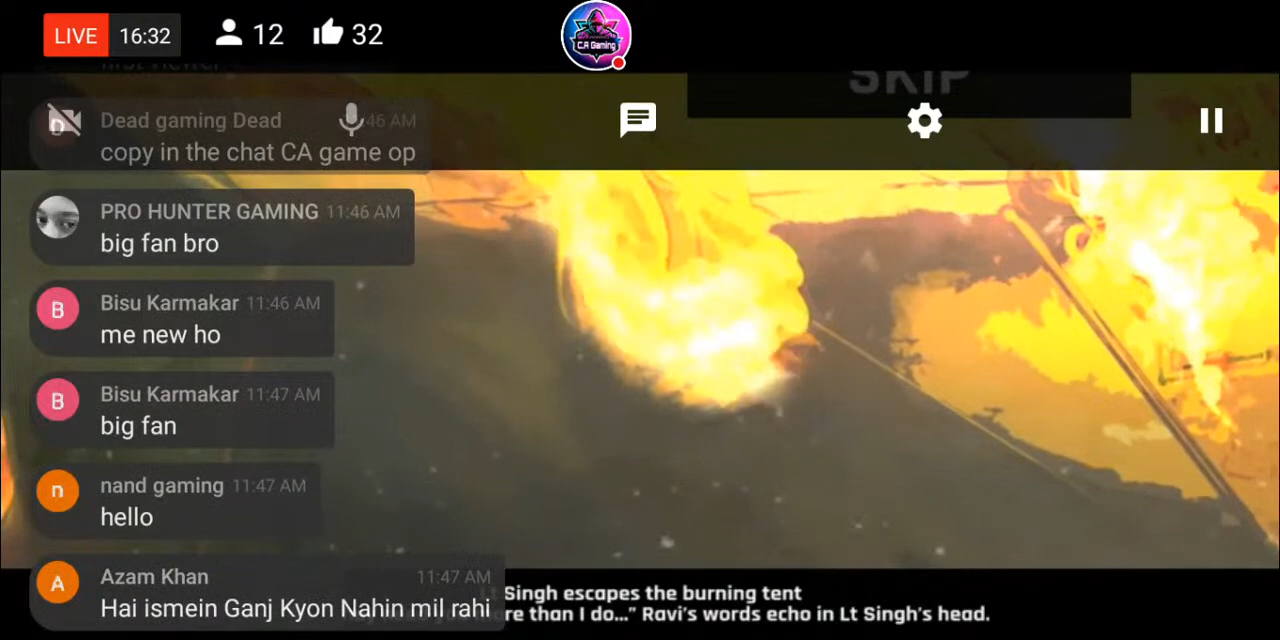 LIVE 16:32 12 32
C.A Gaming
SKIP
Dead gaming Dead 46 AM
copy in the chat CA game op
PRO HUNTER GAMING 11:46 AM
big fan bro
Bisu Karmakar 11:46 AM
me new ho
Bisu Karmakar 11:47 AM
big fan
nand gaming 11:47 AM
hello
Azam Khan 11:47 AM
Hai ismein Ganj Kyon Nahin mil rahi
Lt Singh escapes the burning tent
than I do..." Ravi's words echo in Lt Singh's head.